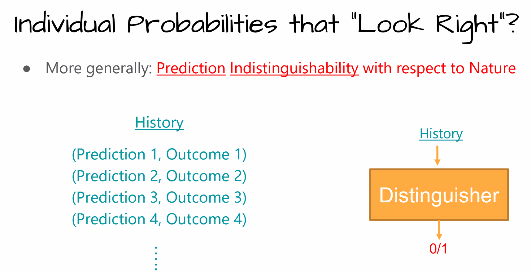 Individual Probabilities that "Look Right"?
● More generally: Prediction Indistinguishability with respect to Nature
History
(Prediction 1, Outcome 1)
(Prediction 2, Outcome 2)
(Prediction 3, Outcome 3)
(Prediction 4, Outcome 4)
History
Distinguisher
0/1